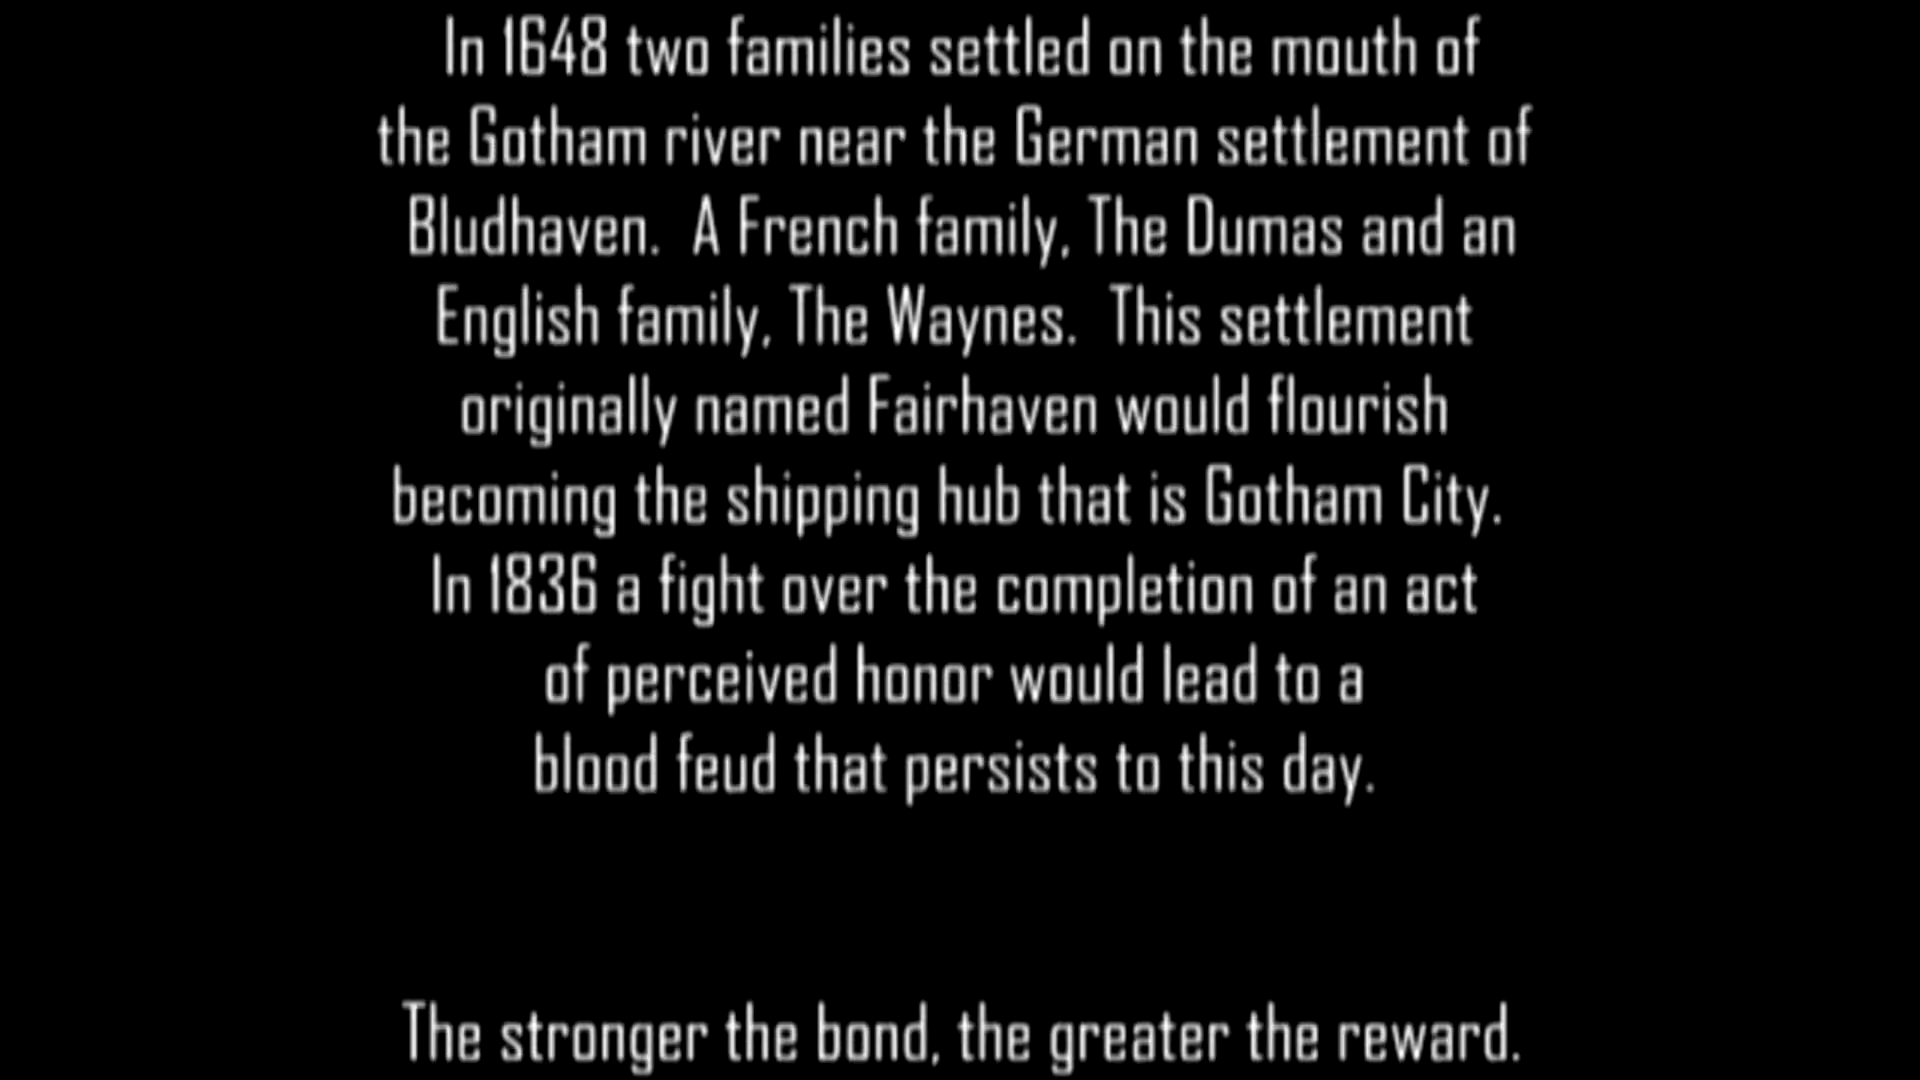 In 1648 two families settled on the mouth of
the Gotham river near the German settlement of
Bludhaven.  A French family, The Dumas and an
English family, The Waynes.  This settlement
originally named Fairhaven would flourish
becoming the shipping hub that is Gotham City.
In 1836 a fight over the completion of an act
of perceived honor would lead to a
blood feud that persists to this day.
The stronger the bond, the greater the reward.